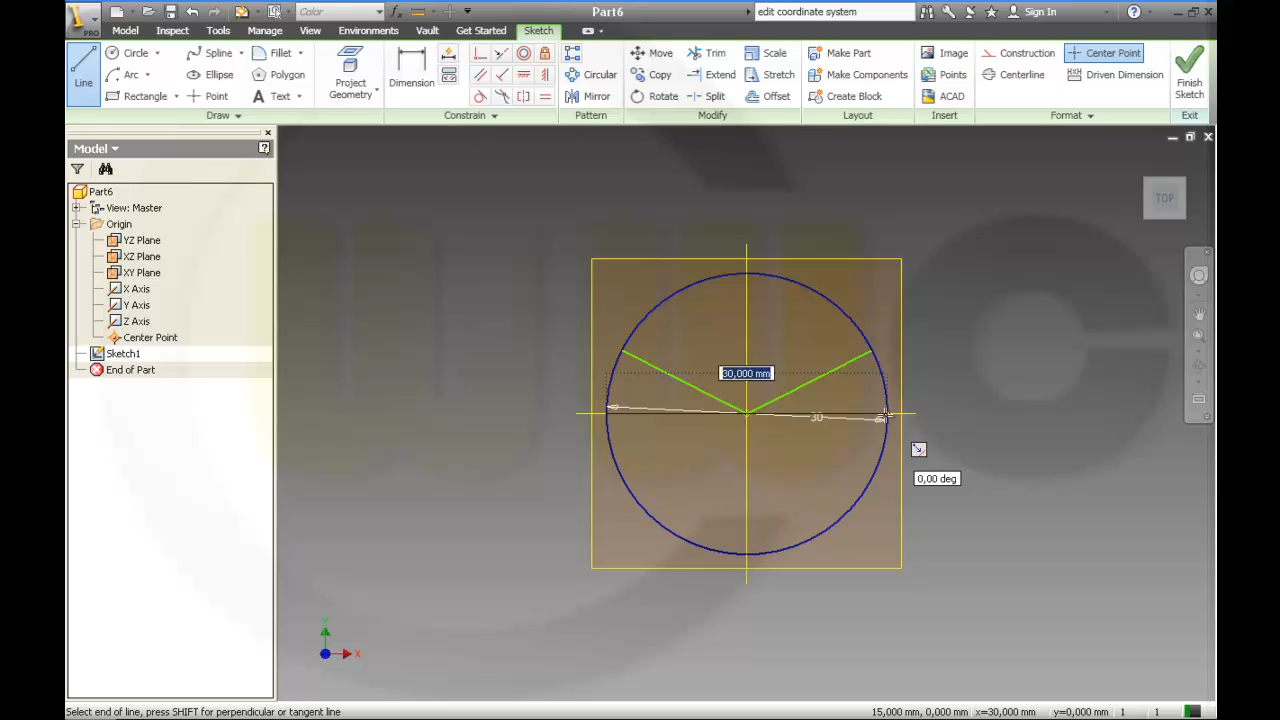 Color
Part6
edit coordinate system
Sign In
PRO
Model
Inspect
Tools
Manage
View
Environments
Vault
Get Started
Sketch
Line
Circle
Spline
Fillet
Arc
Ellipse
Polygon
Rectangle
Point
Text
Project
Geometry
Dimension
Circular
Mirror
Move
Trim
Scale
Copy
Extend
Stretch
Rotate
Split
Offset
Make Part
Make Components
Create Block
Image
Points
ACAD
Construction
Center Point
Centerline
Driven Dimension
Finish
Sketch
Draw
Constrain
Pattern
Modify
Layout
Insert
Format
Exit
Model
Part6
View: Master
Origin
YZ Plane
XZ Plane
XY Plane
X Axis
Y Axis
Z Axis
Center Point
Sketch1
End of Part
TOP
30,000 mm
30
0,00 deg
Y
X
Select end of line, press SHIFT for perpendicular or tangent line
15,000 mm, 0,000 mm
x=30,000 mm
y=0,000 mm
1
1